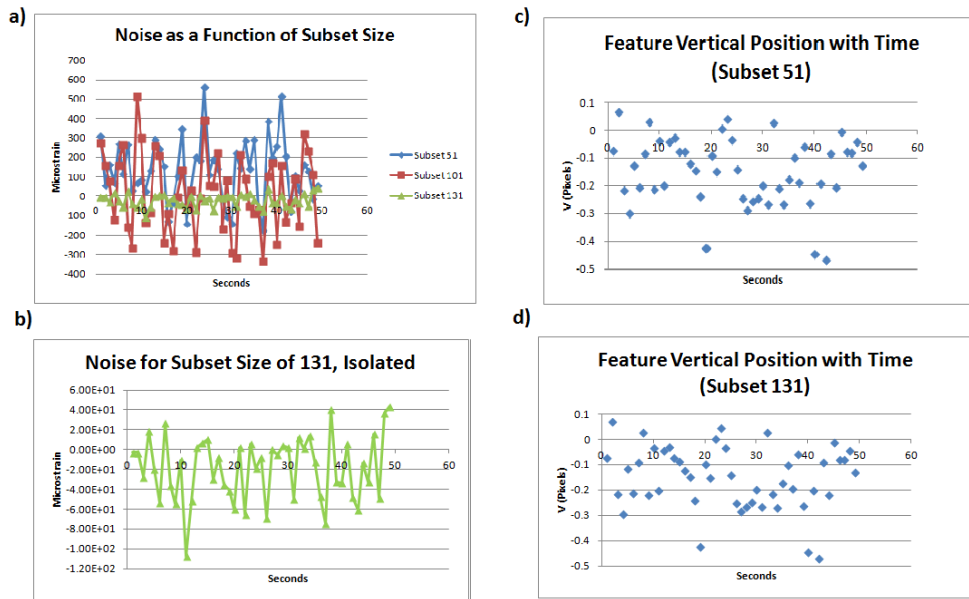 a)
Noise as a Function of Subset Size
700
600
500
400
300
200
100
0
-100
-200
-300
-400
0 10 20 30 40 50 60
Microstrain
Seconds
Subset 51
Subset 101
Subset 131
b)
Noise for Subset Size of 131, Isolated
6.00E+01
4.00E+01
2.00E+01
0.00E+00
-2.00E+01
-4.00E+01
-6.00E+01
-8.00E+01
-1.00E+02
-1.20E+02
0 10 20 30 40 50 60
Microstrain
Seconds
c)
Feature Vertical Position with Time
(Subset 51)
0.1
0
-0.1
-0.2
-0.3
-0.4
-0.5
0 10 20 30 40 50 60
V (Pixels)
Seconds
d)
Feature Vertical Position with Time
(Subset 131)
0.1
0
-0.1
-0.2
-0.3
-0.4
-0.5
0 10 20 30 40 50 60
V (Pixels)
Seconds